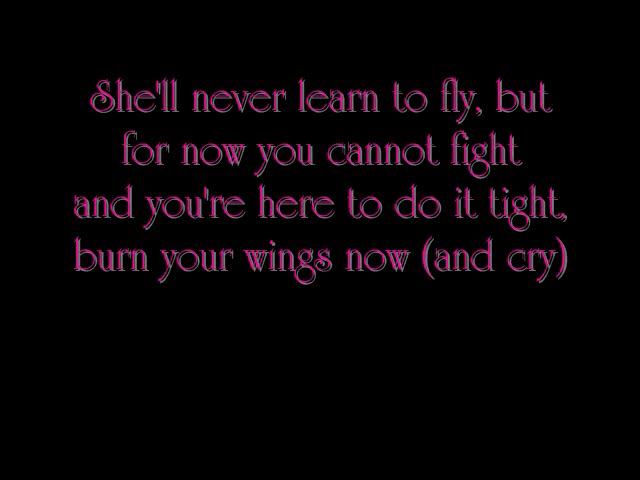 She'll never learn to fly, but
for now you cannot fight
and you're here to do it tight,
burn your wings now (and cry)